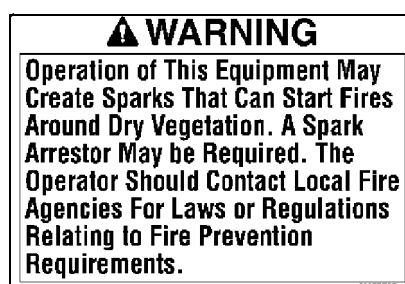 WARNING
Operation of This Equipment May
Create Sparks That Can Start Fires
Around Dry Vegetation. A Spark
Arrestor May be Required. The
Operator Should Contact Local Fire
Agencies For Laws or Regulations
Relating to Fire Prevention
Requirements.